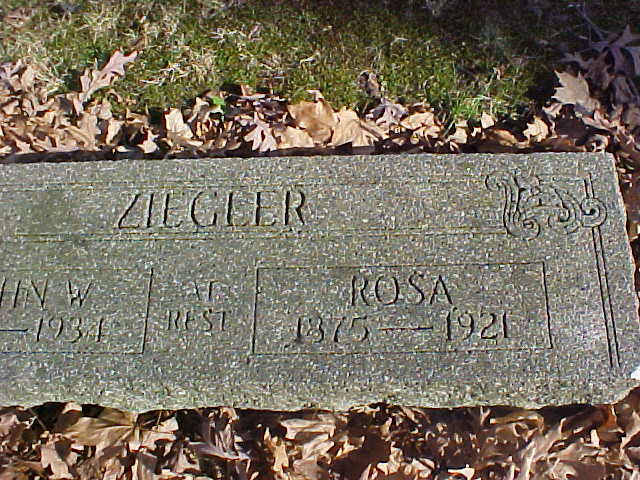 ZIEGLER
HN W
—1934
AT
REST
ROSA
1875—1921